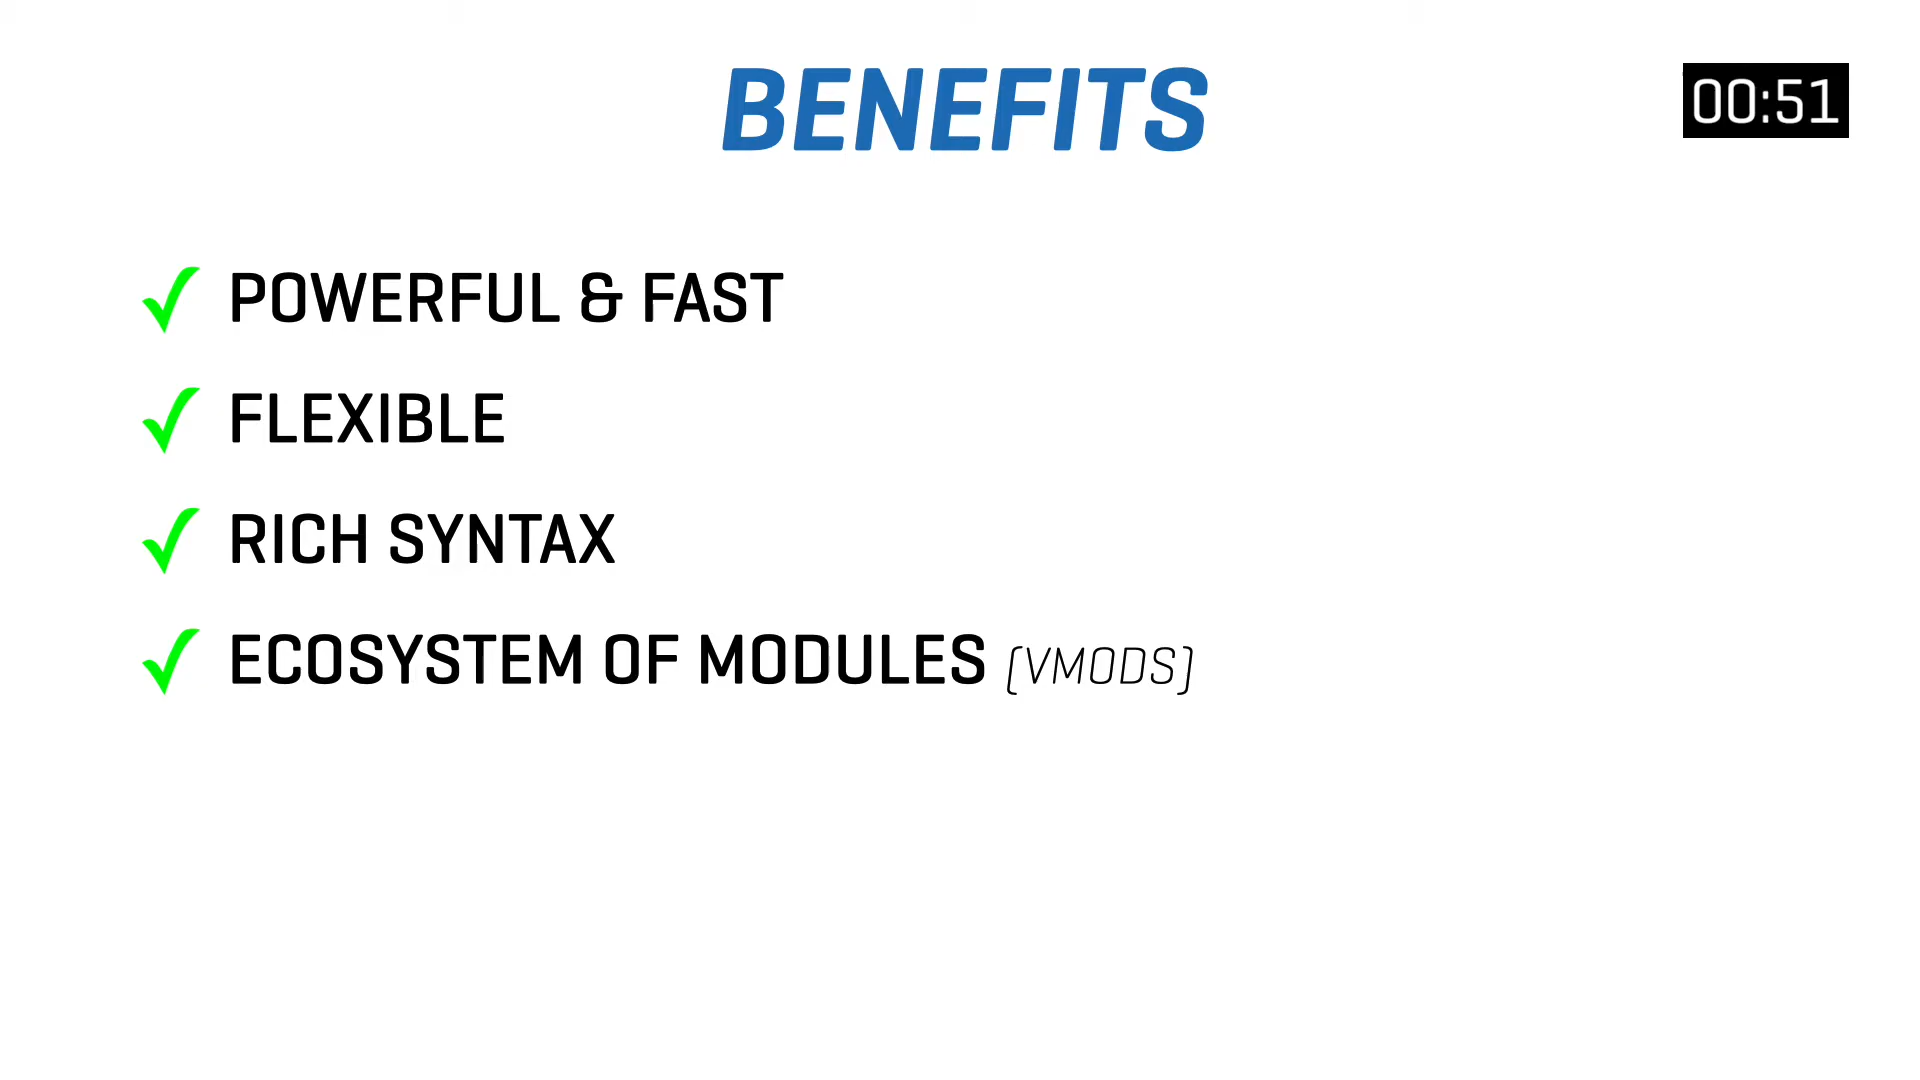 BENEFITS
00:51
POWERFUL & FAST
FLEXIBLE
RICH SYNTAX
ECOSYSTEM OF MODULES (VMODS)